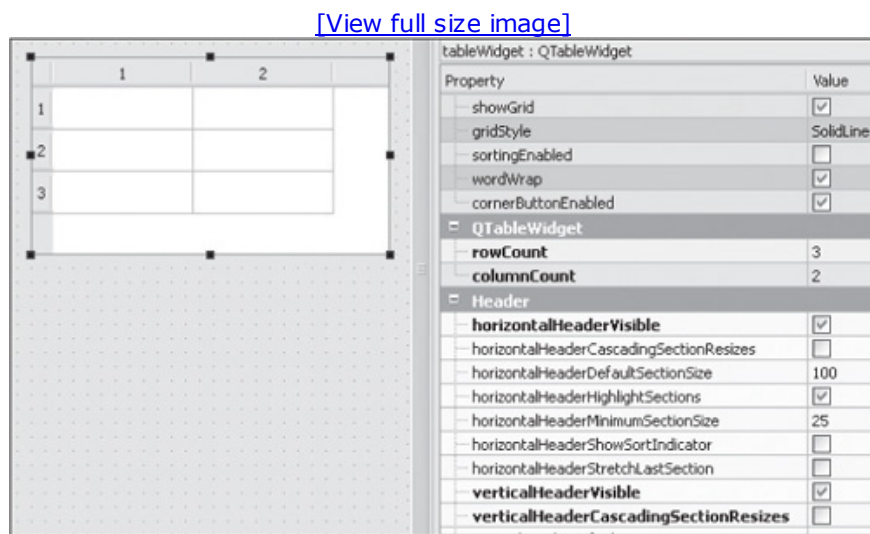 [View full size image]
1 2
1
2
3
tableWidget : QTableWidget
Property Value
showGrid
gridStyle SolidLine
sortingEnabled
wordWrap
cornerButtonEnabled
QTableWidget
rowCount 3
columnCount 2
Header
horizontalHeaderVisible
horizontalHeaderCascadingSectionResizes
horizontalHeaderDefaultSectionSize 100
horizontalHeaderHighlightSections
horizontalHeaderMinimumSectionSize 25
horizontalHeaderShowSortIndicator
horizontalHeaderStretchLastSection
verticalHeaderVisible
verticalHeaderCascadingSectionResizes